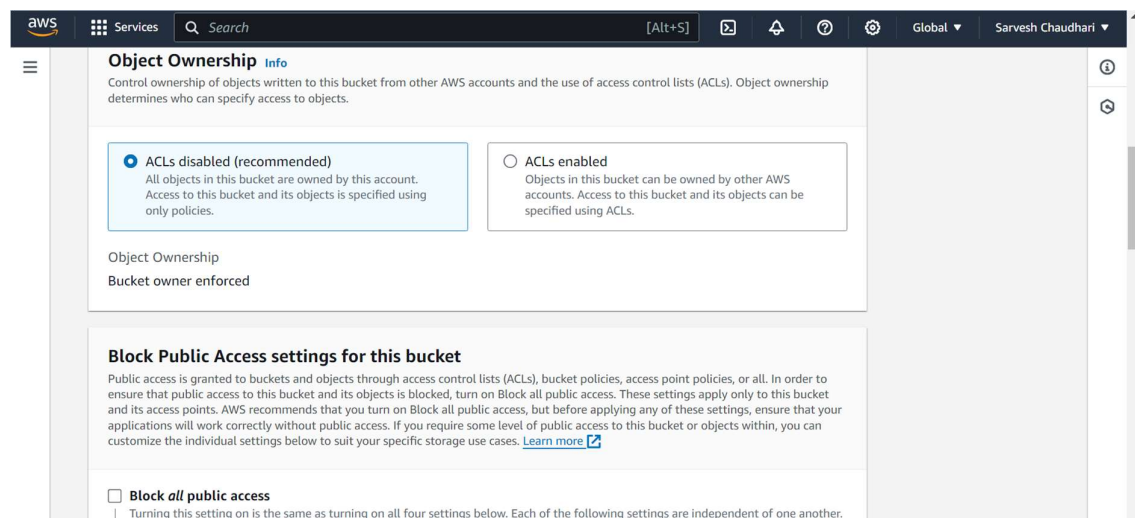 aws
Services
Search
[Alt+S]
Global ▼
Sarvesh Chaudhari ▼
Object Ownership Info
Control ownership of objects written to this bucket from other AWS accounts and the use of access control lists (ACLs). Object ownership
determines who can specify access to objects.
ACLs disabled (recommended)
All objects in this bucket are owned by this account.
Access to this bucket and its objects is specified using
only policies.
ACLs enabled
Objects in this bucket can be owned by other AWS
accounts. Access to this bucket and its objects can be
specified using ACLs.
Object Ownership
Bucket owner enforced
Block Public Access settings for this bucket
Public access is granted to buckets and objects through access control lists (ACLs), bucket policies, access point policies, or all. In order to
ensure that public access to this bucket and its objects is blocked, turn on Block all public access. These settings apply only to this bucket
and its access points. AWS recommends that you turn on Block all public access, but before applying any of these settings, ensure that your
applications will work correctly without public access. If you require some level of public access to this bucket or objects within, you can
customize the individual settings below to suit your specific storage use cases. Learn more
Block all public access
Turning this setting on is the same as turning on all four settings below. Each of the following settings are independent of one another.